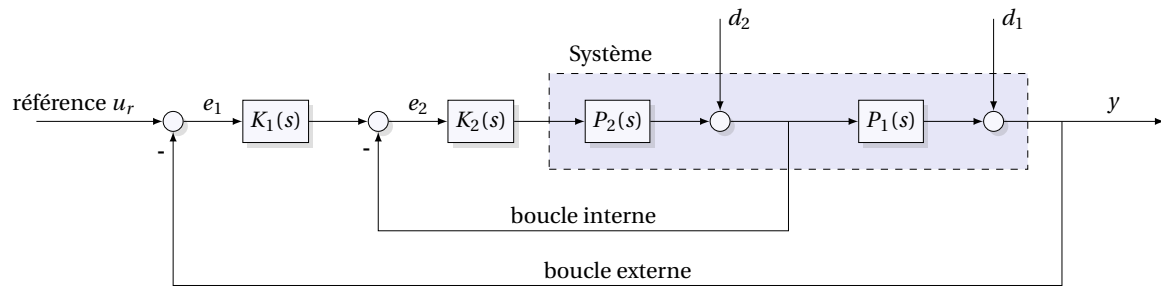 d₂
d₁
Système
référence uᵣ
e₁
K₁(s)
e₂
K₂(s)
P₂(s)
P₁(s)
y
-
-
boucle interne
boucle externe